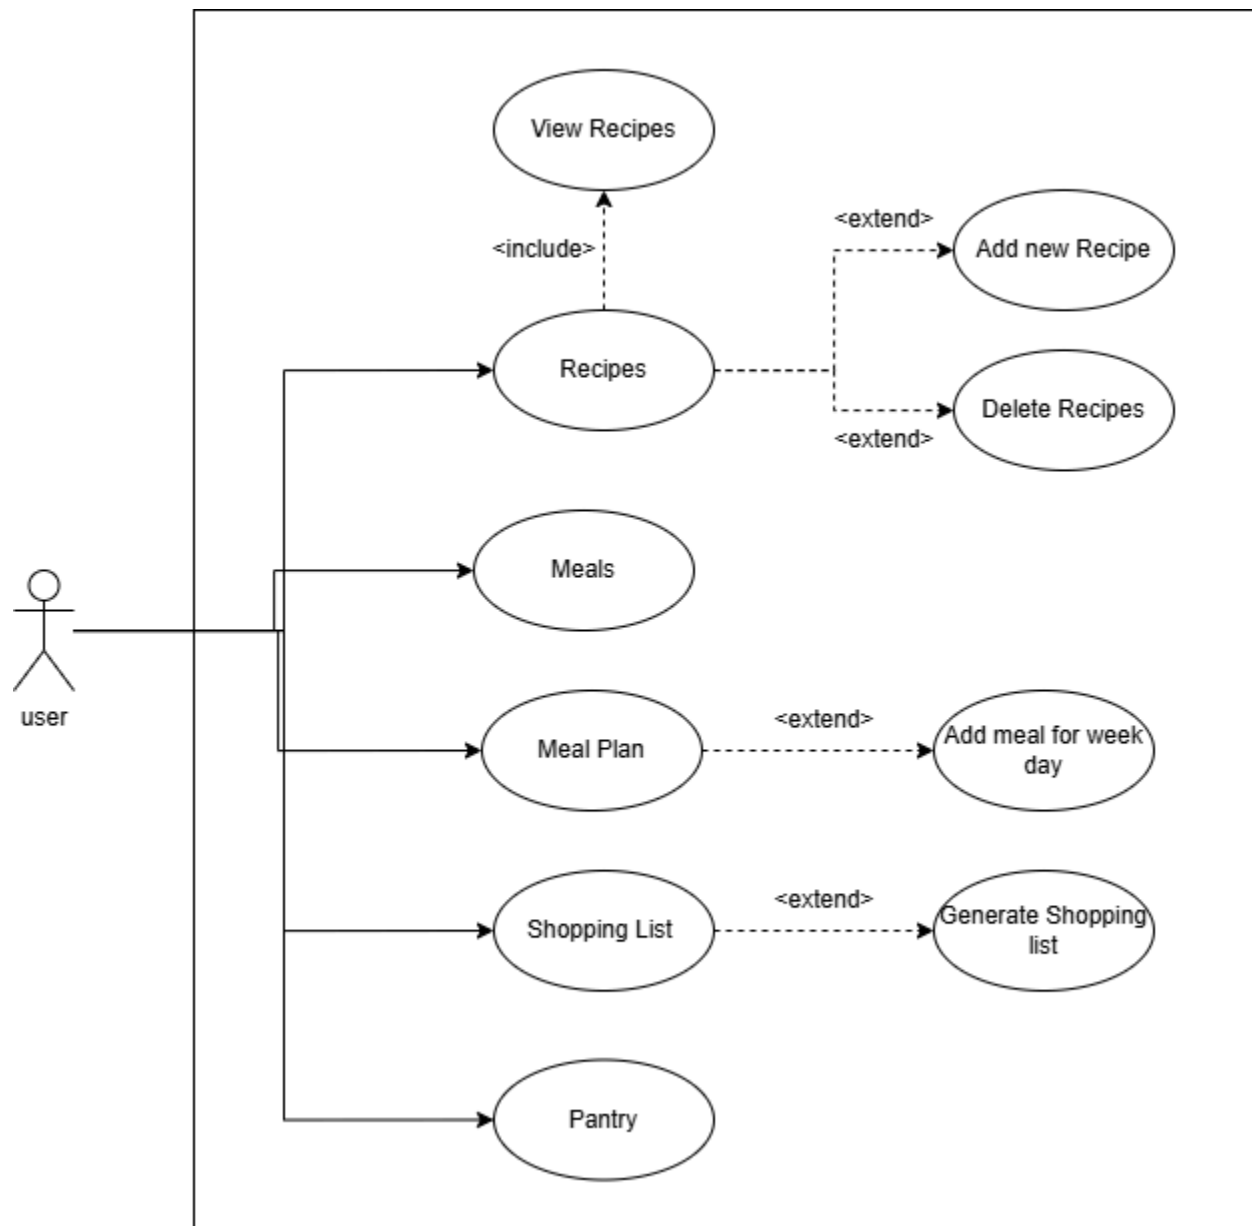 View Recipes
<extend>
Add new Recipe
<include>
Recipes
Delete Recipes
<extend>
Meals
user
<extend>
Meal Plan
Add meal for week
day
<extend>
Shopping List
Generate Shopping
list
Pantry